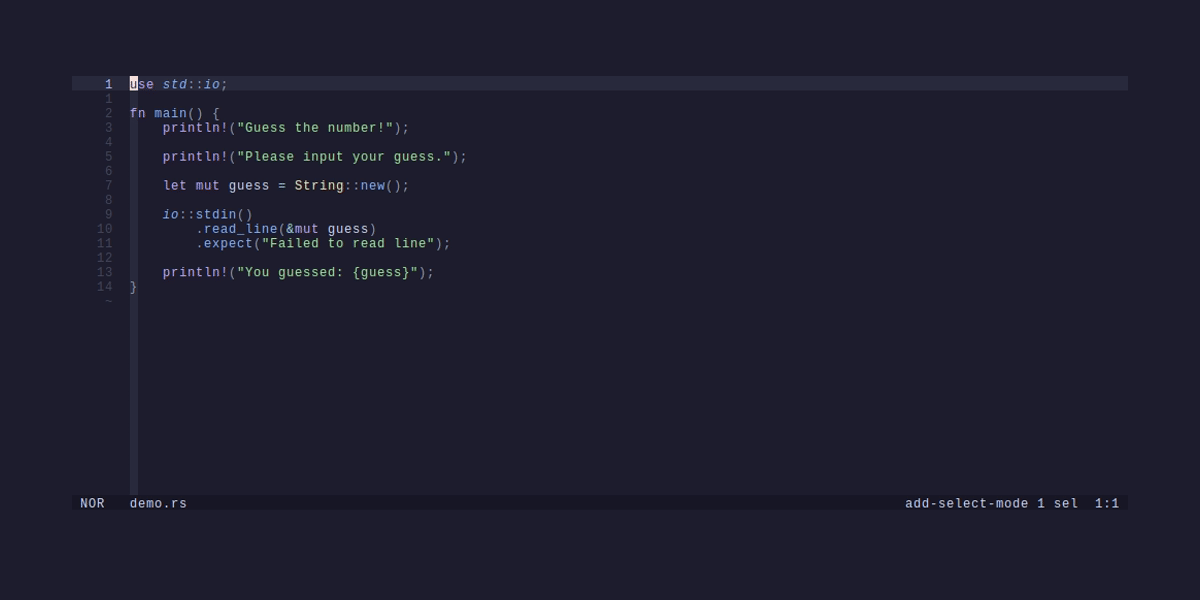 1 use std::io;
1
2 fn main() {
3     println!("Guess the number!");
4
5     println!("Please input your guess.");
6
7     let mut guess = String::new();
8
9     io::stdin()
10         .read_line(&mut guess)
11         .expect("Failed to read line");
12
13     println!("You guessed: {guess}");
14 }
~
NOR   demo.rs   add-select-mode 1 sel  1:1